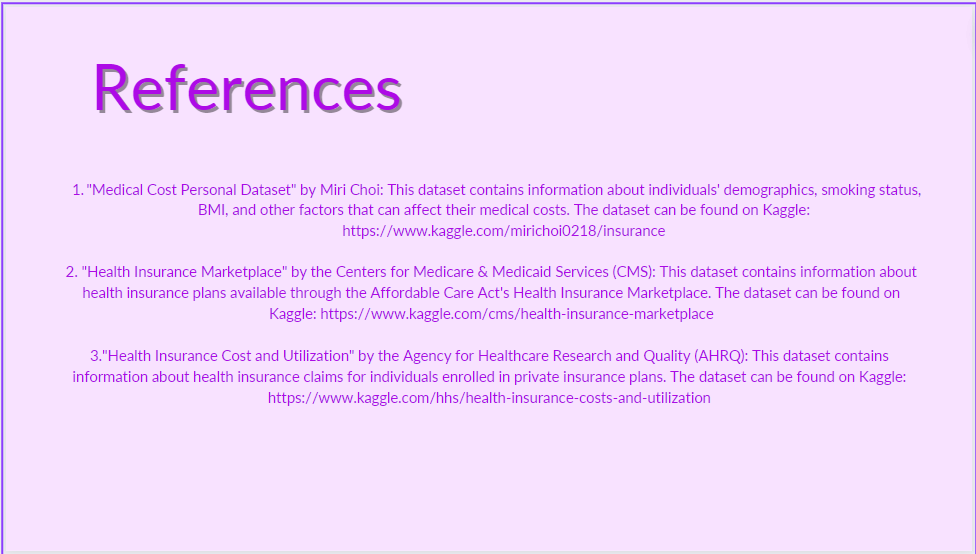 References
1. "Medical Cost Personal Dataset" by Miri Choi: This dataset contains information about individuals' demographics, smoking status,
BMI, and other factors that can affect their medical costs. The dataset can be found on Kaggle:
https://www.kaggle.com/mirichoi0218/insurance
2. "Health Insurance Marketplace" by the Centers for Medicare & Medicaid Services (CMS): This dataset contains information about
health insurance plans available through the Affordable Care Act's Health Insurance Marketplace. The dataset can be found on
Kaggle: https://www.kaggle.com/cms/health-insurance-marketplace
3."Health Insurance Cost and Utilization" by the Agency for Healthcare Research and Quality (AHRQ): This dataset contains
information about health insurance claims for individuals enrolled in private insurance plans. The dataset can be found on Kaggle:
https://www.kaggle.com/hhs/health-insurance-costs-and-utilization